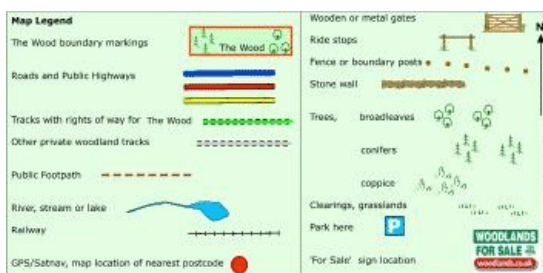 Map Legend
The Wood boundary markings
The Wood
Roads and Public Highways
Tracks with rights of way for The Wood
Other private woodland tracks
Public Footpath
River, stream or lake
Railway
GPS/Satnav, map location of nearest postcode
Wooden or metal gates
N
Ride stops
Fence or boundary posts
Stone wall
Trees, broadleaves
conifers
coppice
Clearings, grasslands
Park here P
'For Sale' sign location
WOODLANDS
FOR SALE
woodlands.co.uk